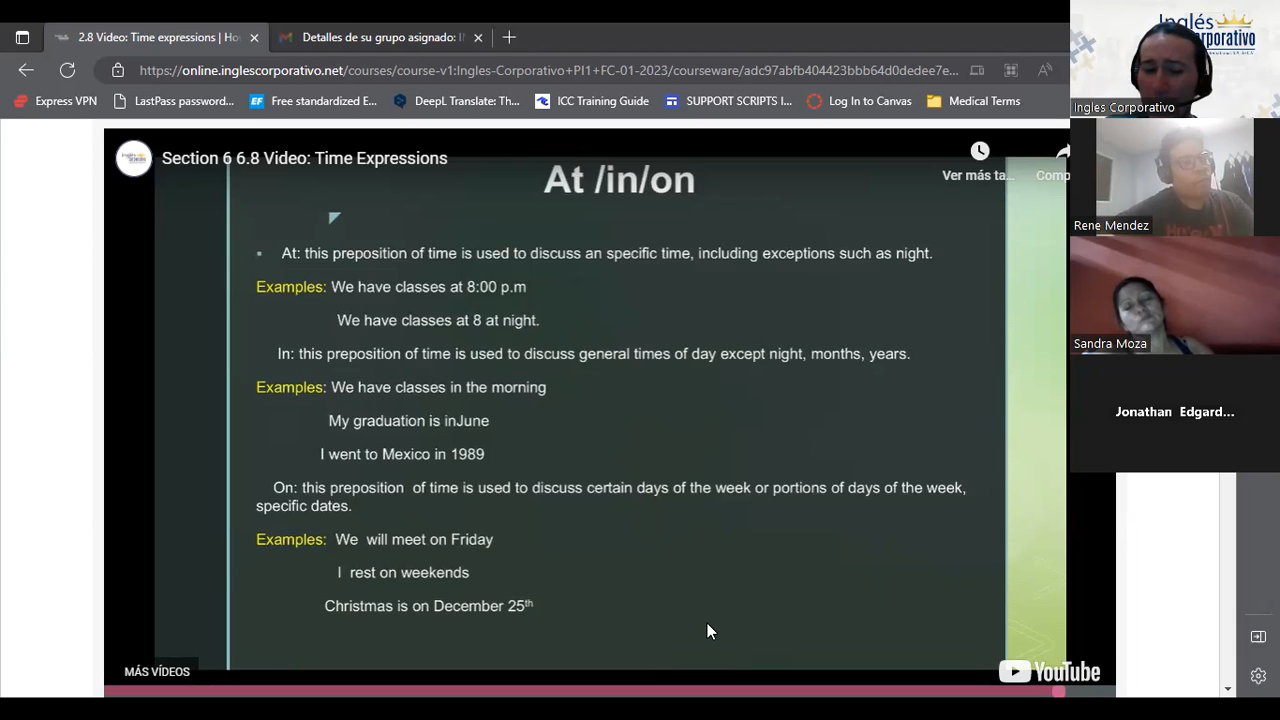 2.8 Video: Time expressions | Ho
Detalles de su grupo asignado: I
https://online.inglescorporativo.net/courses/course-v1:Ingles-Corporativo+PI1+FC-01-2023/courseware/adc97abfb404423bbb64d0dedee7e...
Express VPN
LastPass password...
Free standardized E...
DeepL Translate: Th...
ICC Training Guide
SUPPORT SCRIPTS I...
Log In to Canvas
Medical Terms
Section 6 6.8 Video: Time Expressions
Ver más ta...
Comp
At /in/on
At: this preposition of time is used to discuss an specific time, including exceptions such as night.
Examples: We have classes at 8:00 p.m
We have classes at 8 at night.
In: this preposition of time is used to discuss general times of day except night, months, years.
Examples: We have classes in the morning
My graduation is inJune
I went to Mexico in 1989
On: this preposition of time is used to discuss certain days of the week or portions of days of the week,
specific dates.
Examples: We will meet on Friday
I rest on weekends
Christmas is on December 25th
MÁS VÍDEOS
YouTube
Inglés
Corporativo
Ingles Corporativo
Rene Mendez
Sandra Moza
Jonathan Edgard...